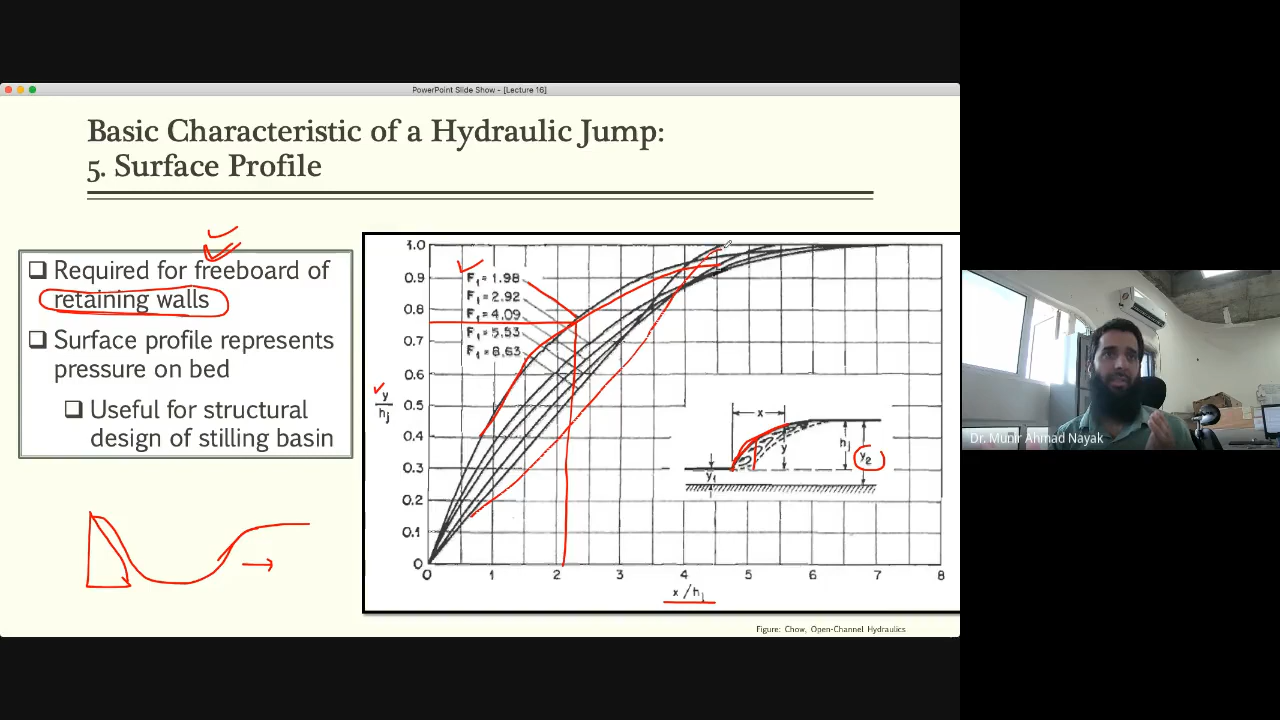 PowerPoint Slide Show - [Lecture 16]
Basic Characteristic of a Hydraulic Jump:
5. Surface Profile
Required for freeboard of
retaining walls
Surface profile represents
pressure on bed
Useful for structural
design of stilling basin
1.0
0.9
0.8
0.7
0.6
0.5
0.4
0.3
0.2
0.1
0
y
hj
F₁ = 1.98
F₁ = 2.92
F₁ = 4.09
F₁ = 5.53
F₁ = 8.63
x
y
hj
y₂
y₁
0 1 2 3 4 5 6 7 8
x / hj
Figure: Chow, Open-Channel Hydraulics
Dr. Munir Ahmad Nayak